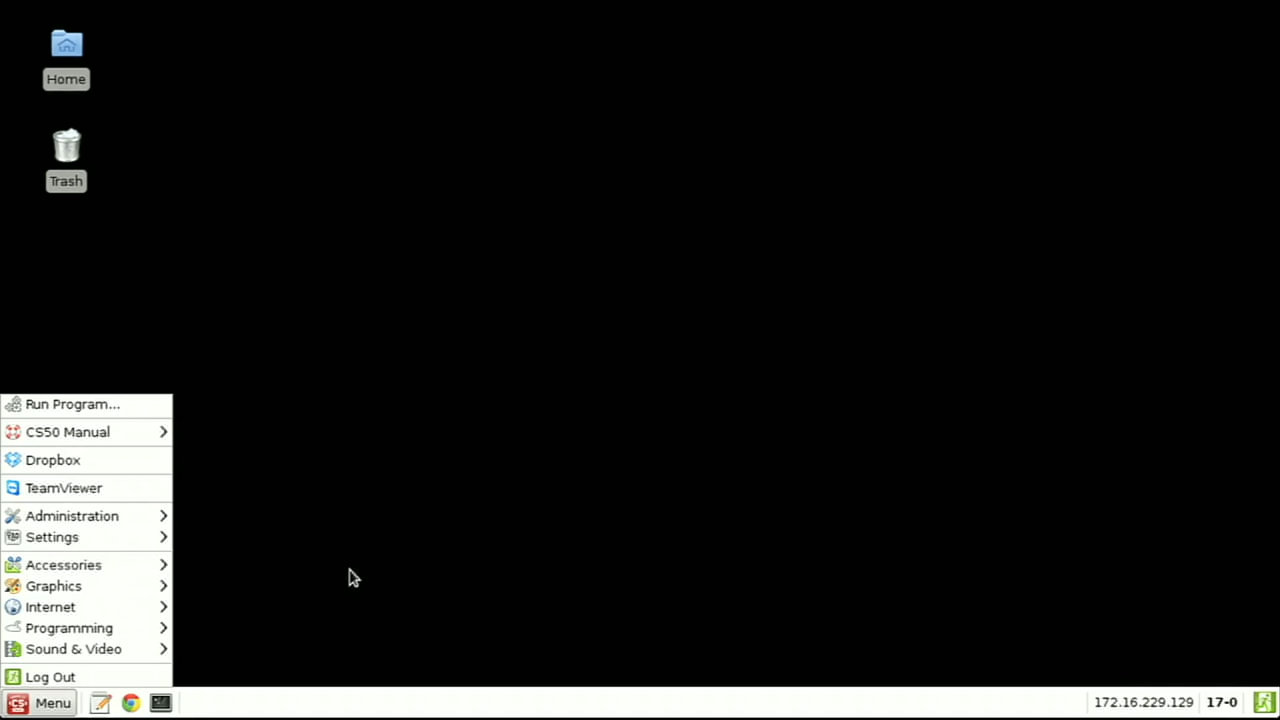 Home
Trash
Run Program...
CS50 Manual
Dropbox
TeamViewer
Administration
Settings
Accessories
Graphics
Internet
Programming
Sound & Video
Log Out
Menu
172.16.229.129 17-0